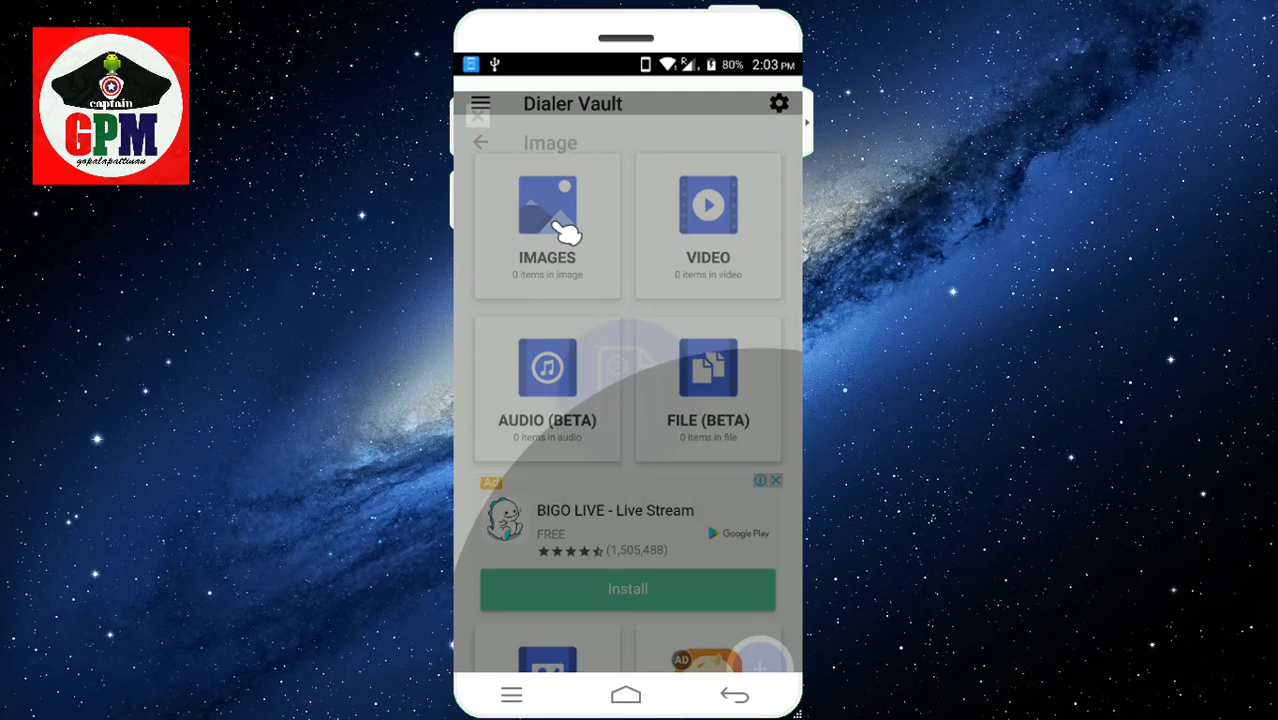 captain
GPM
gopalapattinau
R
80%
2:03 PM
Dialer Vault
Image
IMAGES
0 items in image
VIDEO
0 items in video
AUDIO (BETA)
0 items in audio
FILE (BETA)
0 items in file
Ad
BIGO LIVE - Live Stream
FREE
Google Play
(1,505,488)
Install
AD